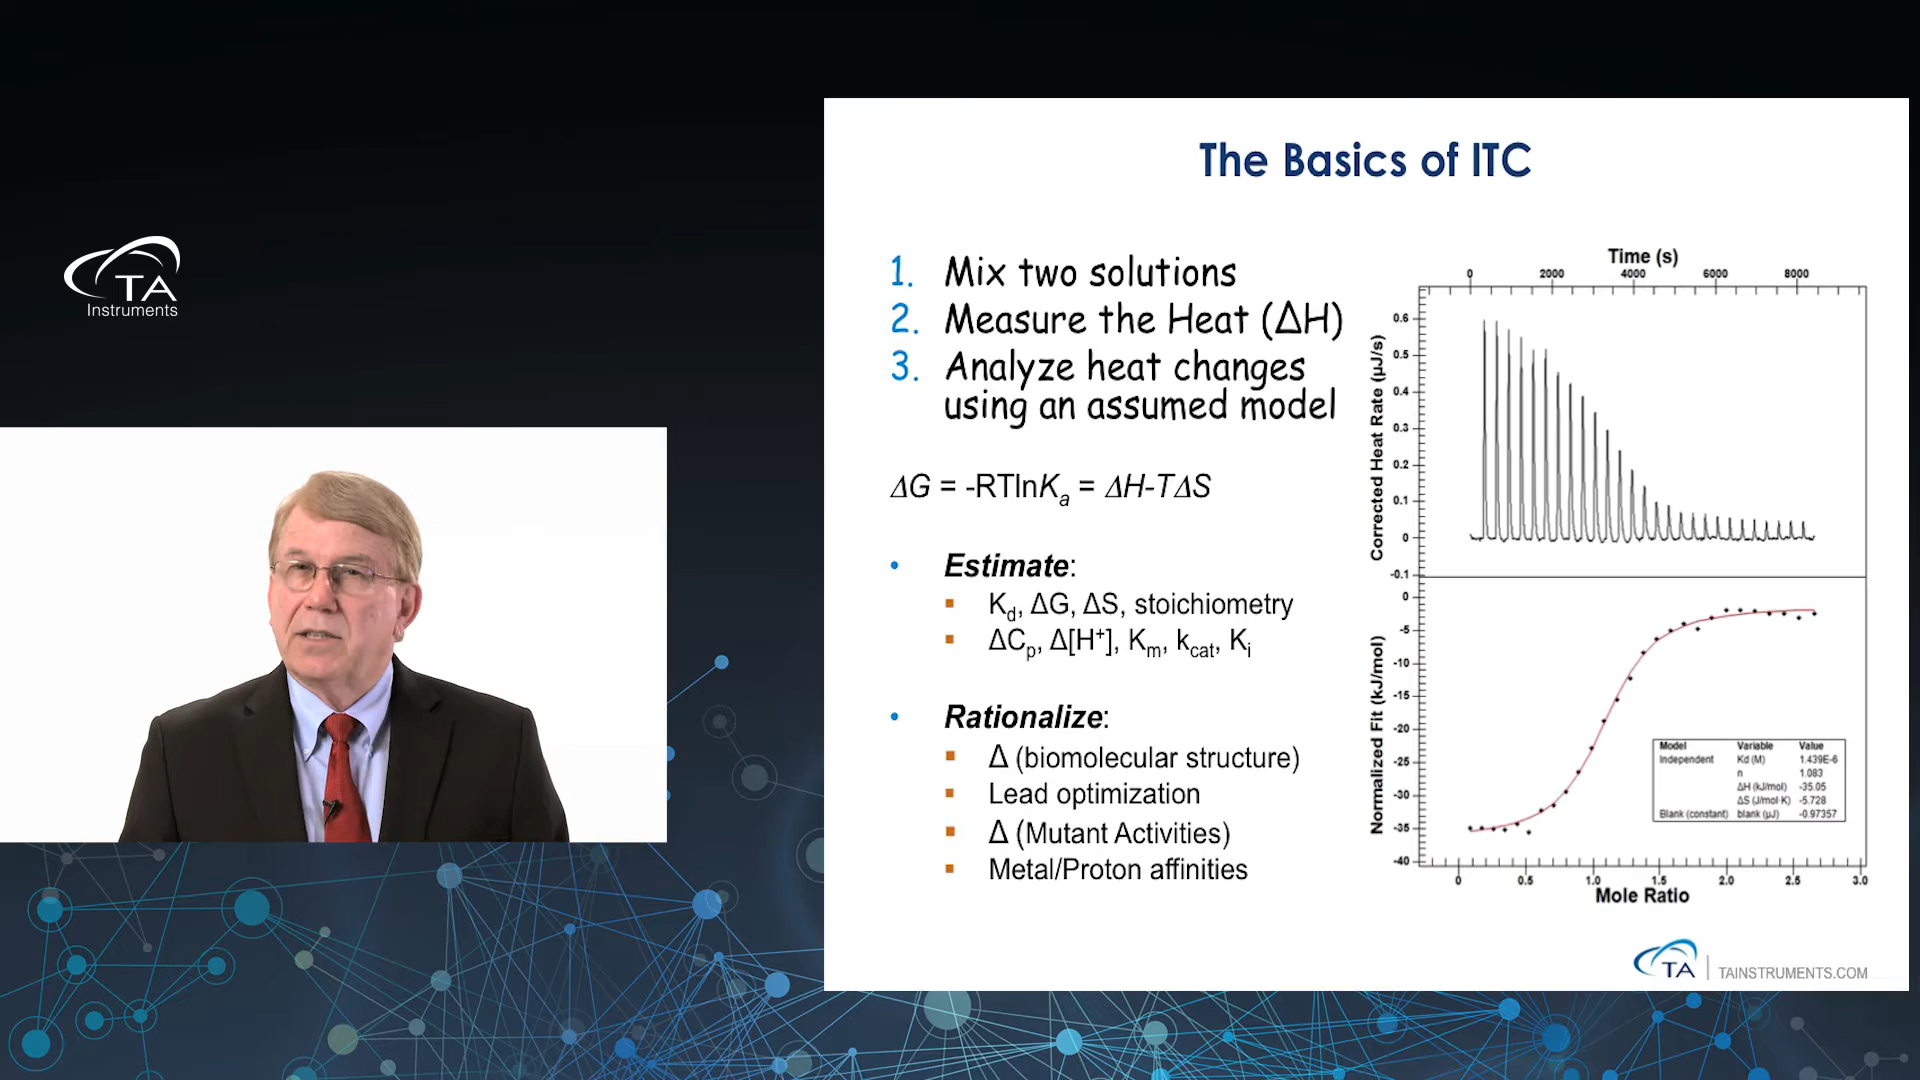 TA
Instruments
The Basics of ITC
1. Mix two solutions
2. Measure the Heat (ΔH)
3. Analyze heat changes
using an assumed model
ΔG = -RTlnKa = ΔH-TΔS
• Estimate:
▪ Kd, ΔG, ΔS, stoichiometry
▪ ΔCp, Δ[H⁺], Km, kcat, Ki
• Rationalize:
▪ Δ (biomolecular structure)
▪ Lead optimization
▪ Δ (Mutant Activities)
▪ Metal/Proton affinities
Time (s)
0 2000 4000 6000 8000
Corrected Heat Rate (µJ/s)
0.6
0.5
0.4
0.3
0.2
0.1
0
-0.1
Normalized Fit (kJ/mol)
0
-5
-10
-15
-20
-25
-30
-35
-40
Model Variable Value
Independent Kd (M) 1.439E-6
n 1.083
ΔH (kJ/mol) -35.05
ΔS (J/mol·K) -5.728
Blank (constant) blank (µJ) -0.97357
0 0.5 1.0 1.5 2.0 2.5 3.0
Mole Ratio
TA | TAINSTRUMENTS.COM